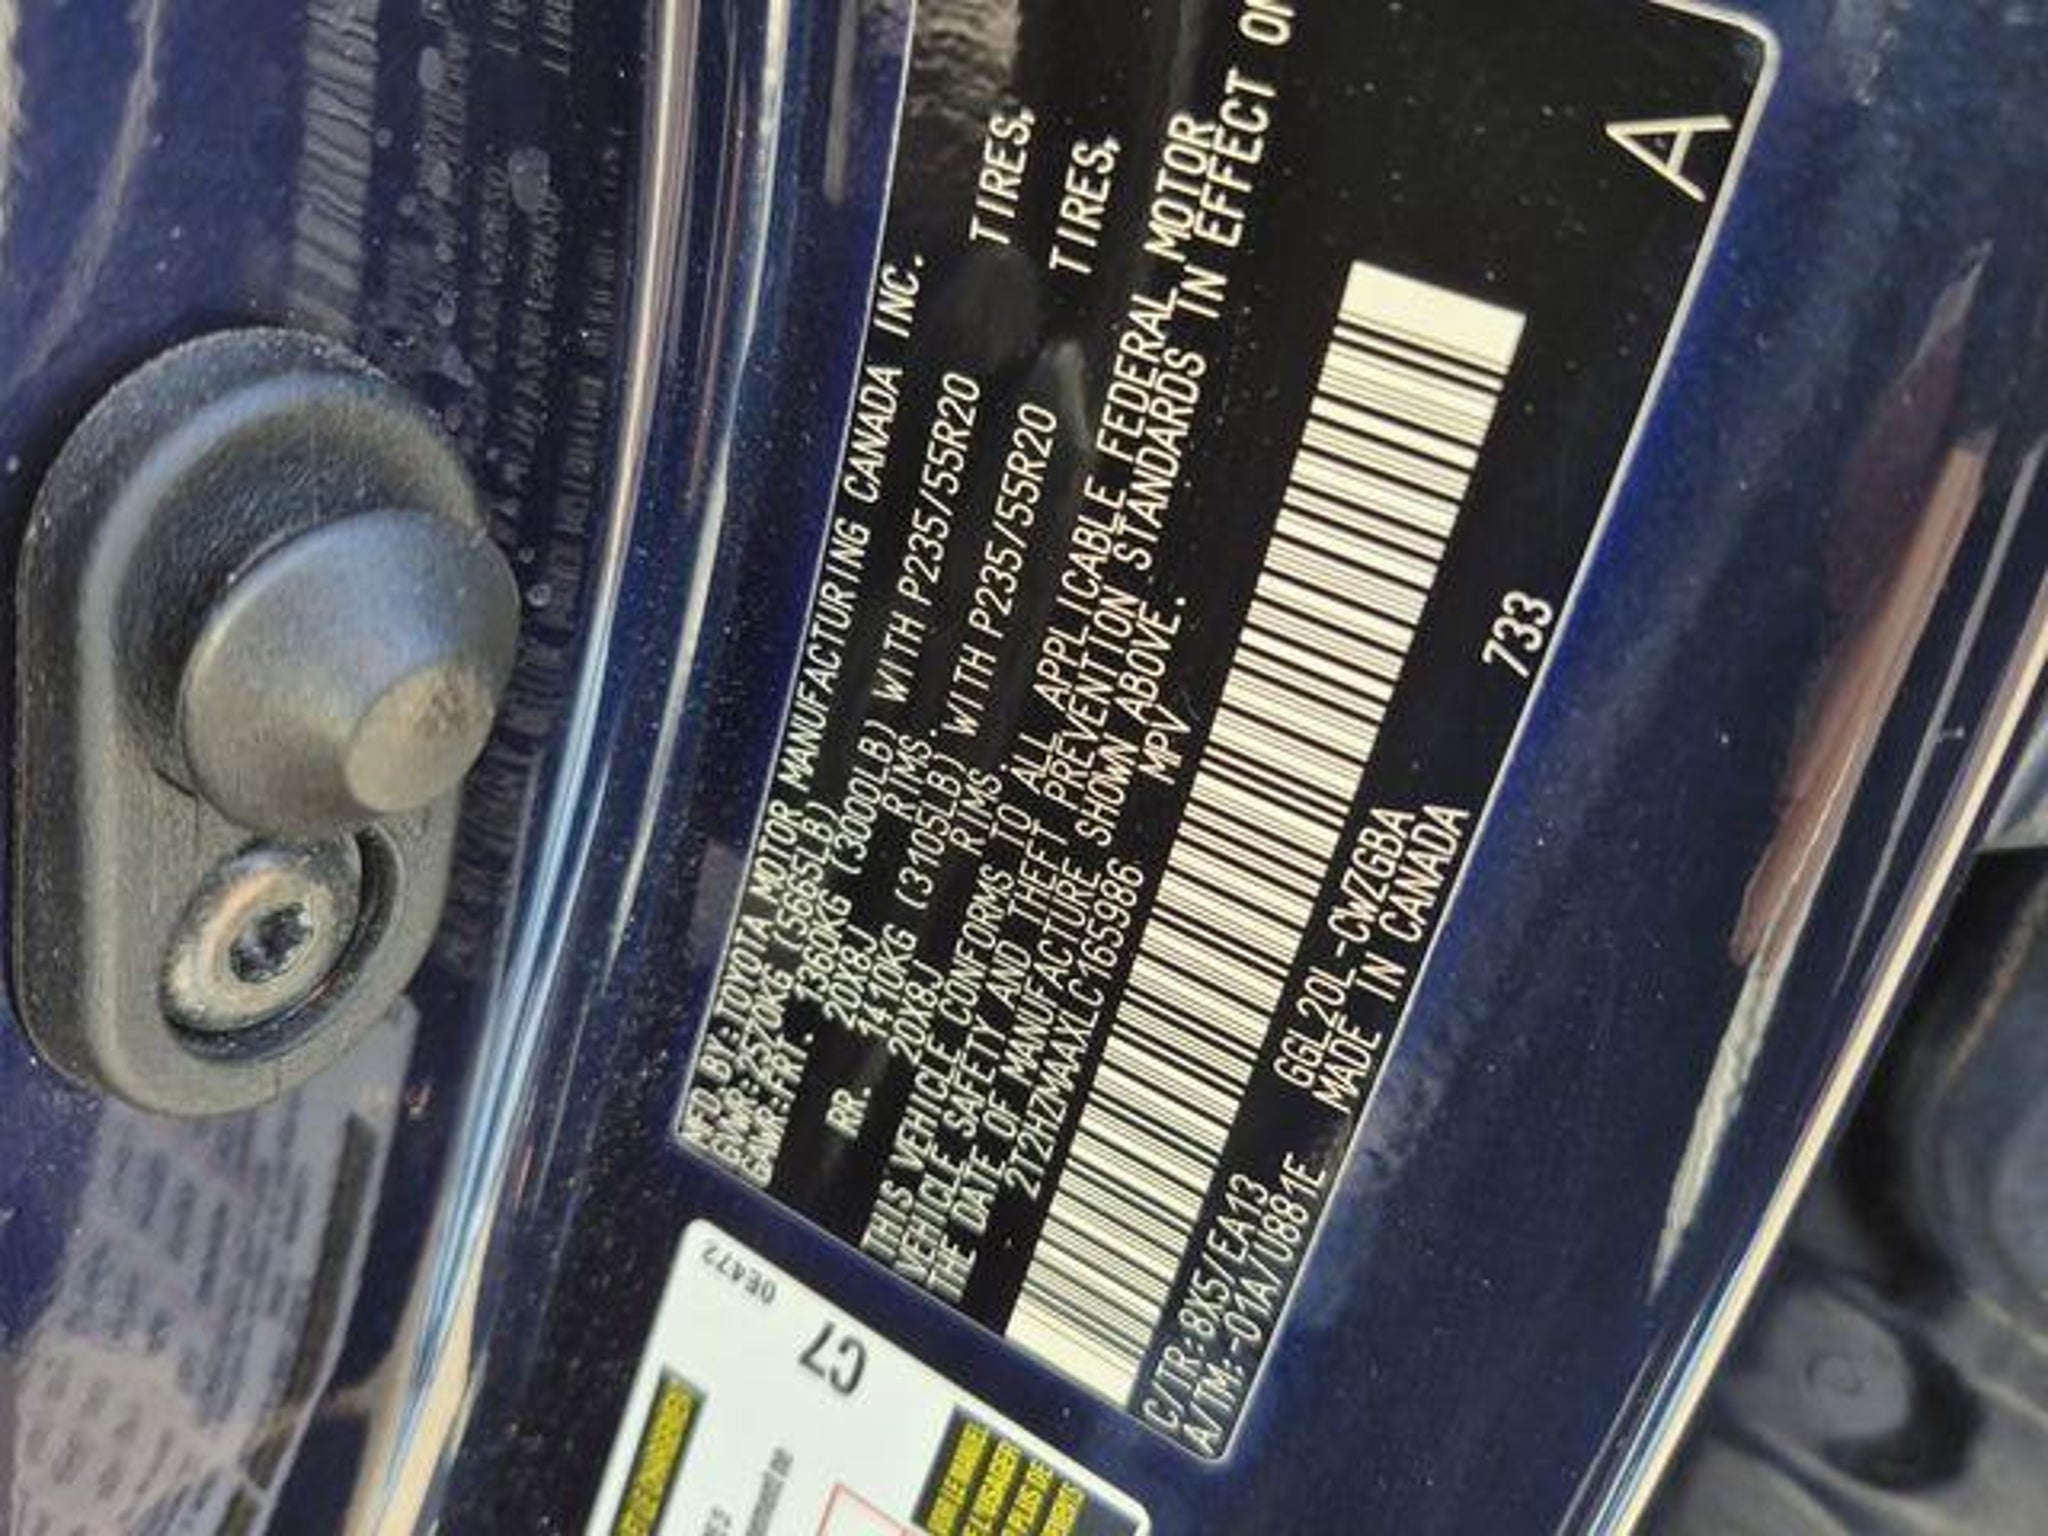 MFD BY:TOYOTA MOTOR MANUFACTURING CANADA INC.
GVWR:2570KG (5665LB)
GAWR:FRT. 1360KG (3000LB) WITH P235/55R20 TIRES,
20X8J RIMS.
RR. 1410KG (3105LB) WITH P235/55R20 TIRES,
20X8J RIMS
THIS VEHICLE CONFORMS TO ALL APPLICABLE FEDERAL MOTOR
VEHICLE SAFETY AND THEFT PREVENTION STANDARDS IN EFFECT ON
THE DATE OF MANUFACTURE SHOWN ABOVE.
2T2HZMAAXLC165986 MPV
C/TR:8X5/EA13 GGL20L-CWZGBA 733
A/TM:-01A/U881E MADE IN CANADA
A
0E472
C7